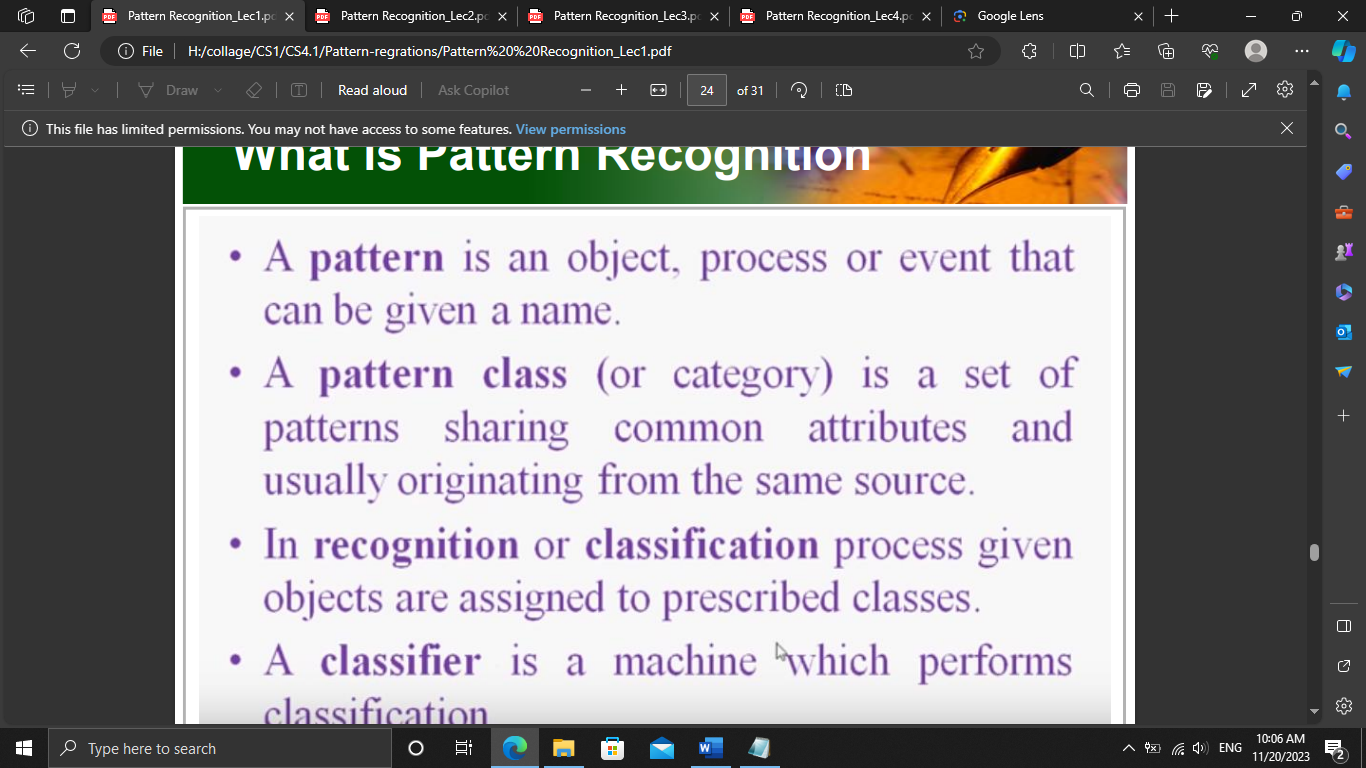 Pattern Recognition_Lec1.pd
Pattern Recognition_Lec2.pc
Pattern Recognition_Lec3.pc
Pattern Recognition_Lec4.pc
Google Lens
File
H:/collage/CS1/CS4.1/Pattern-regrations/Pattern%20%20Recognition_Lec1.pdf
Draw
Read aloud
Ask Copilot
24
of 31
This file has limited permissions. You may not have access to some features. View permissions
What is Pattern Recognition
• A pattern is an object, process or event that
can be given a name.
• A pattern class (or category) is a set of
patterns sharing common attributes and
usually originating from the same source.
• In recognition or classification process given
objects are assigned to prescribed classes.
• A classifier is a machine which performs
classification
Type here to search
ENG
10:06 AM
11/20/2023
2